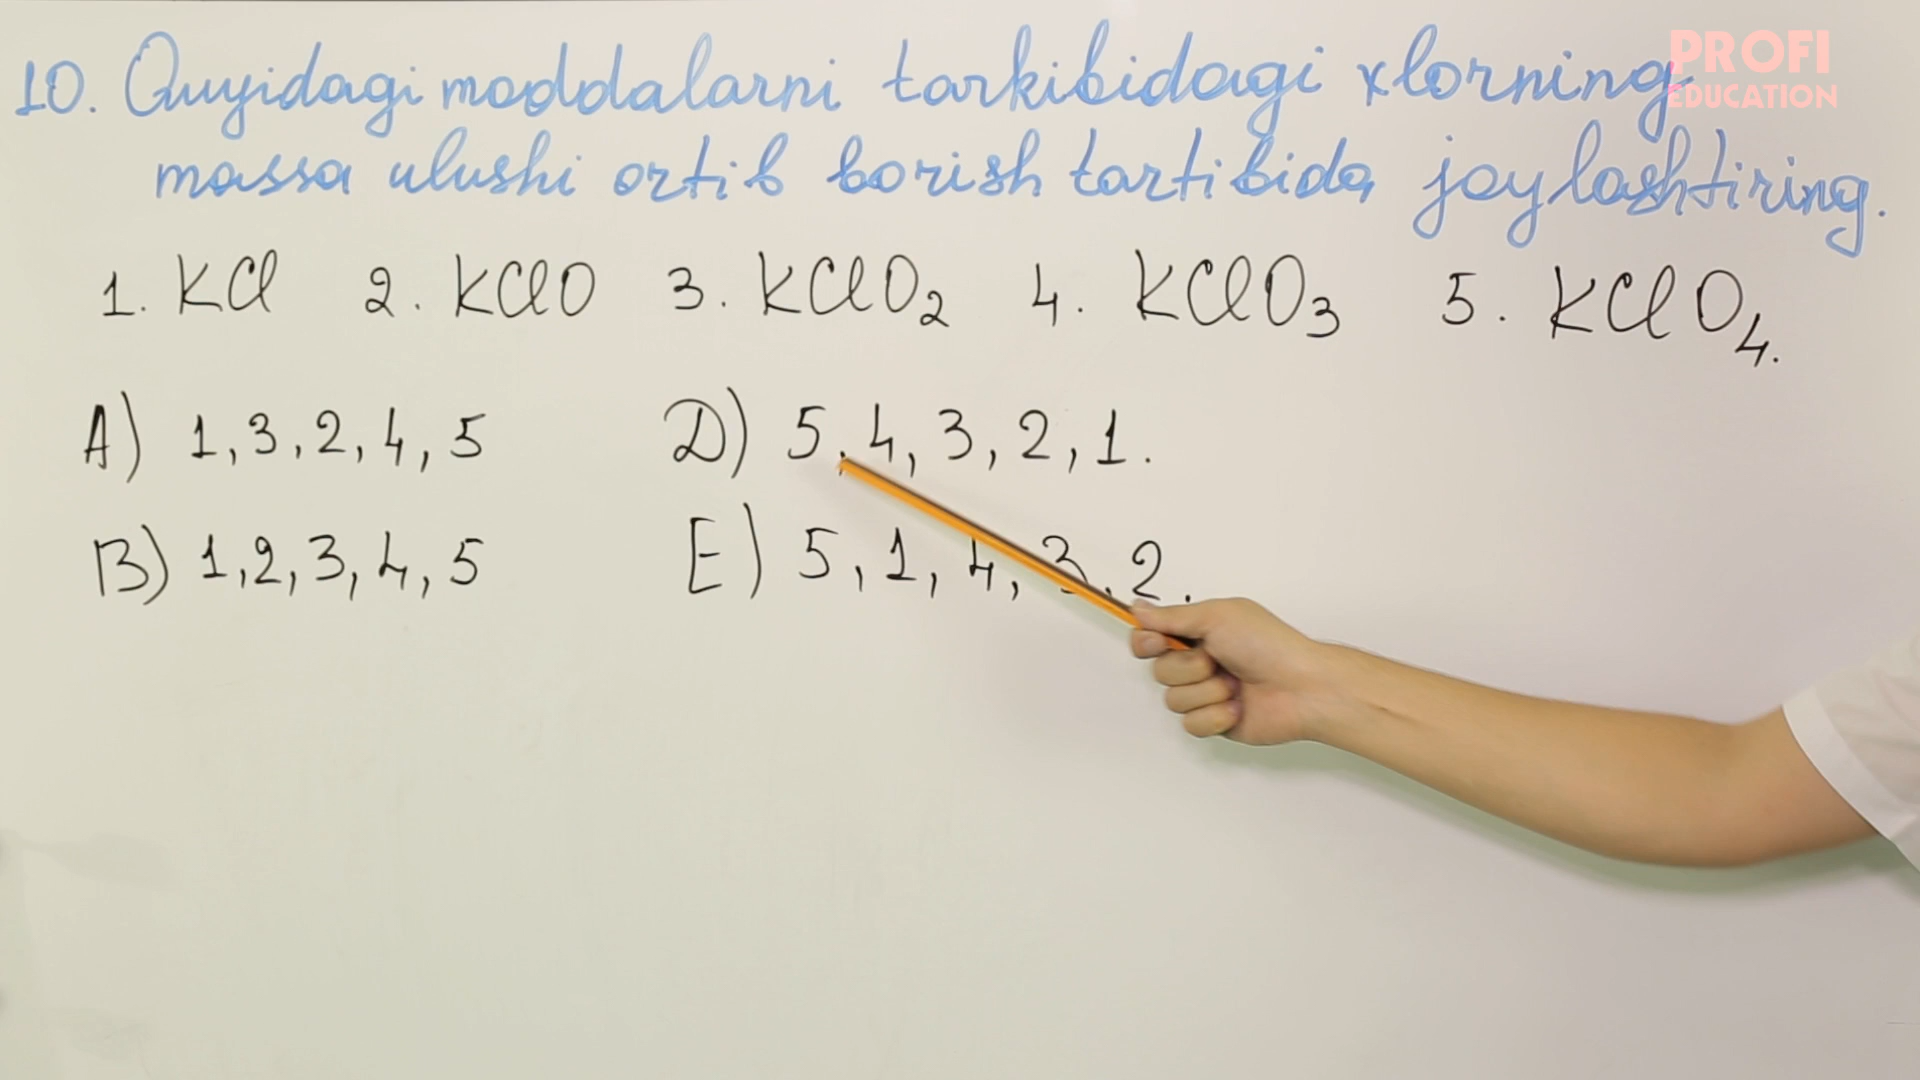 10. Quyidagi moddalarni tarkibidagi xlorning
massa ulushi ortib borish tartibida joylashtiring.
PROFI
EDUCATION
1. KCl 2. KClO 3. KClO₂ 4. KClO₃ 5. KClO₄.
A) 1,3,2,4,5 D) 5,4,3,2,1.
B) 1,2,3,4,5 E) 5,1,4,3,2.